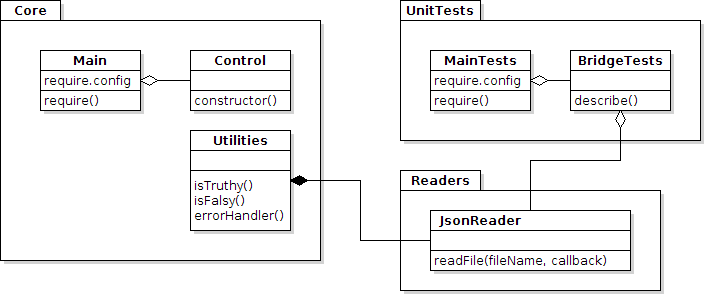 Core
Main
require.config
require()
Control
constructor()
Utilities
isTruthy()
isFalsy()
errorHandler()
UnitTests
MainTests
require.config
require()
BridgeTests
describe()
Readers
JsonReader
readFile(fileName, callback)